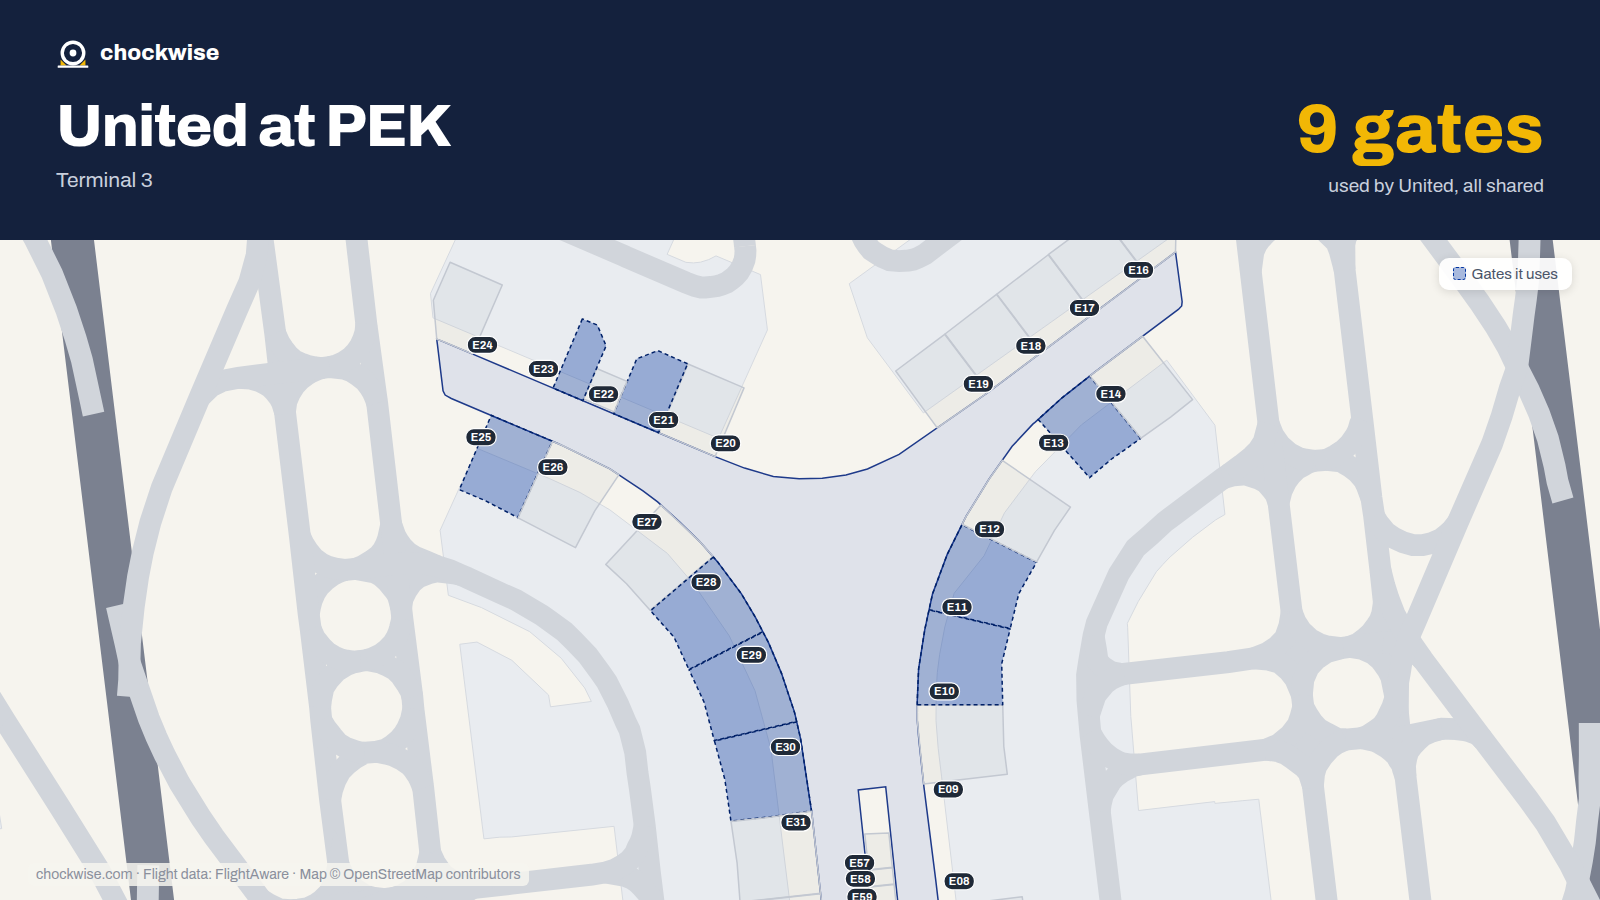 chockwise
United at PEK
Terminal 3
9 gates
used by United, all shared
Gates it uses
E16
E17
E18
E19
E24
E23
E22
E21
E20
E14
E13
E25
E26
E27
E12
E28
E11
E29
E10
E30
E09
E31
E57
E58
E59
E08
chockwise.com · Flight data: FlightAware · Map © OpenStreetMap contributors